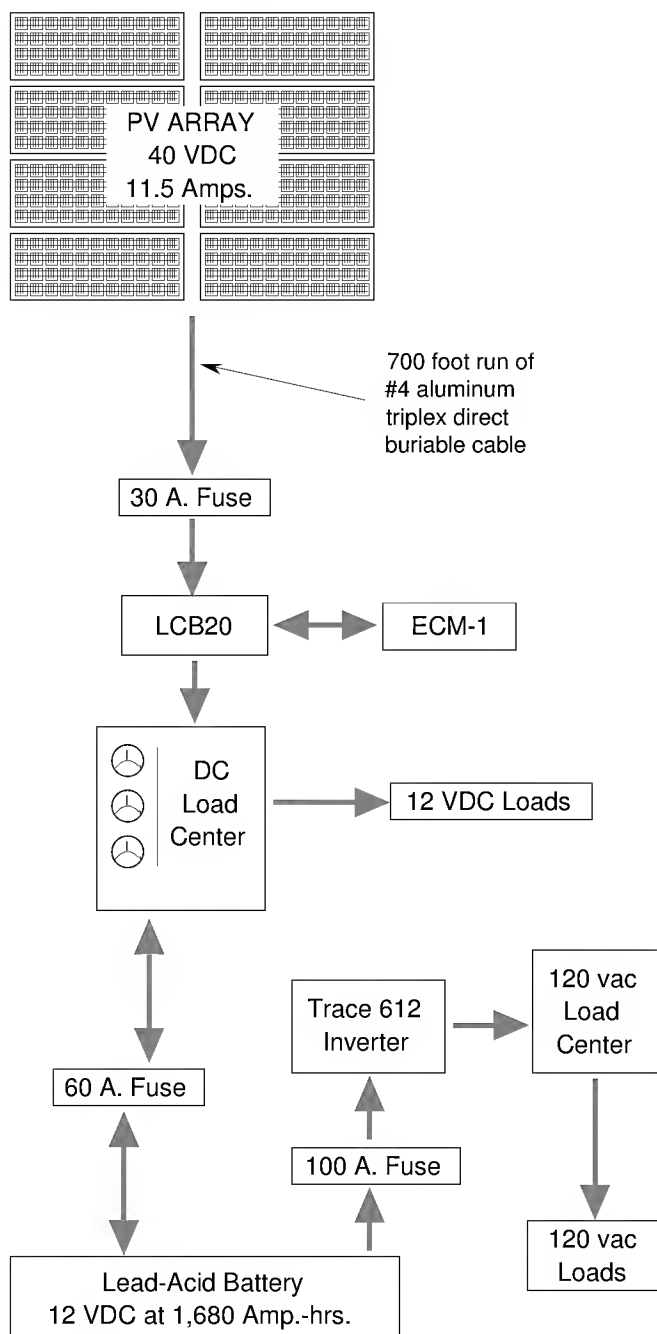 PV ARRAY
40 VDC
11.5 Amps.
700 foot run of
#4 aluminum
triplex direct
buriable cable
30 A. Fuse
LCB20
ECM-1
DC
Load
Center
12 VDC Loads
60 A. Fuse
Trace 612
Inverter
120 vac
Load
Center
100 A. Fuse
120 vac
Loads
Lead-Acid Battery
12 VDC at 1,680 Amp.-hrs.